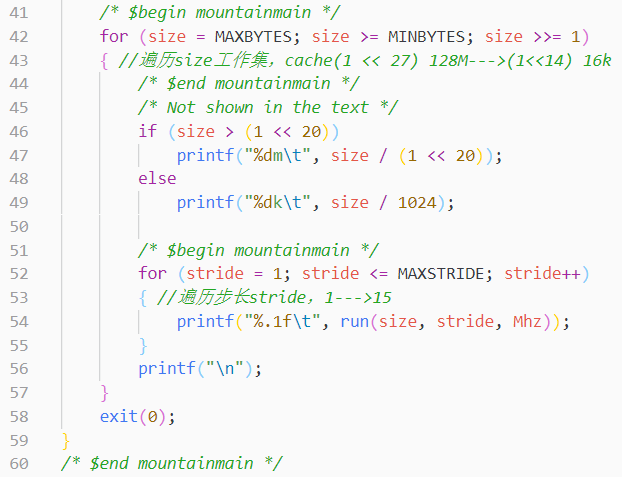 41 /* $begin mountainmain */
42 for (size = MAXBYTES; size >= MINBYTES; size >>= 1)
43 { //遍历size工作集，cache(1 << 27) 128M--->(1<<14) 16k
44 /* $end mountainmain */
45 /* Not shown in the text */
46 if (size > (1 << 20))
47 printf("%dm\t", size / (1 << 20));
48 else
49 printf("%dk\t", size / 1024);
50
51 /* $begin mountainmain */
52 for (stride = 1; stride <= MAXSTRIDE; stride++)
53 { //遍历步长stride，1--->15
54 printf("%.1f\t", run(size, stride, Mhz));
55 }
56 printf("\n");
57 }
58 exit(0);
59 }
60 /* $end mountainmain */